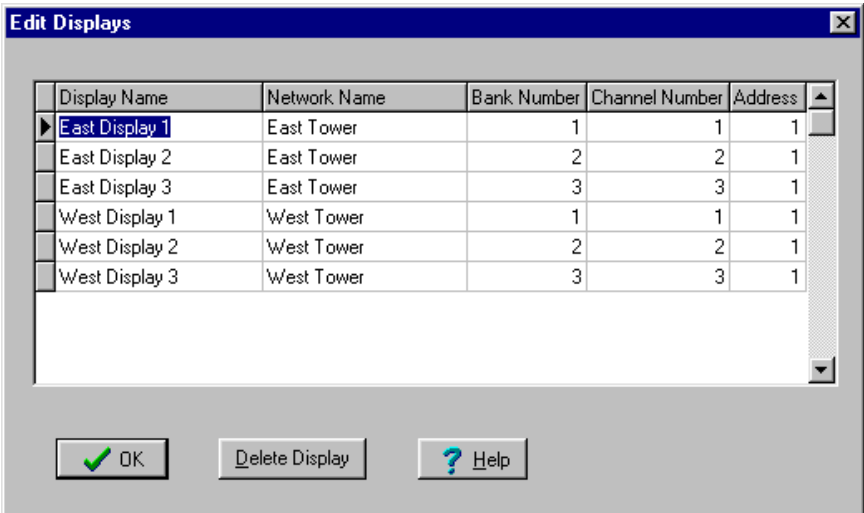 Edit Displays
Display Name Network Name Bank Number Channel Number Address
East Display 1 East Tower 1 1 1
East Display 2 East Tower 2 2 1
East Display 3 East Tower 3 3 1
West Display 1 West Tower 1 1 1
West Display 2 West Tower 2 2 1
West Display 3 West Tower 3 3 1
OK Delete Display ? Help